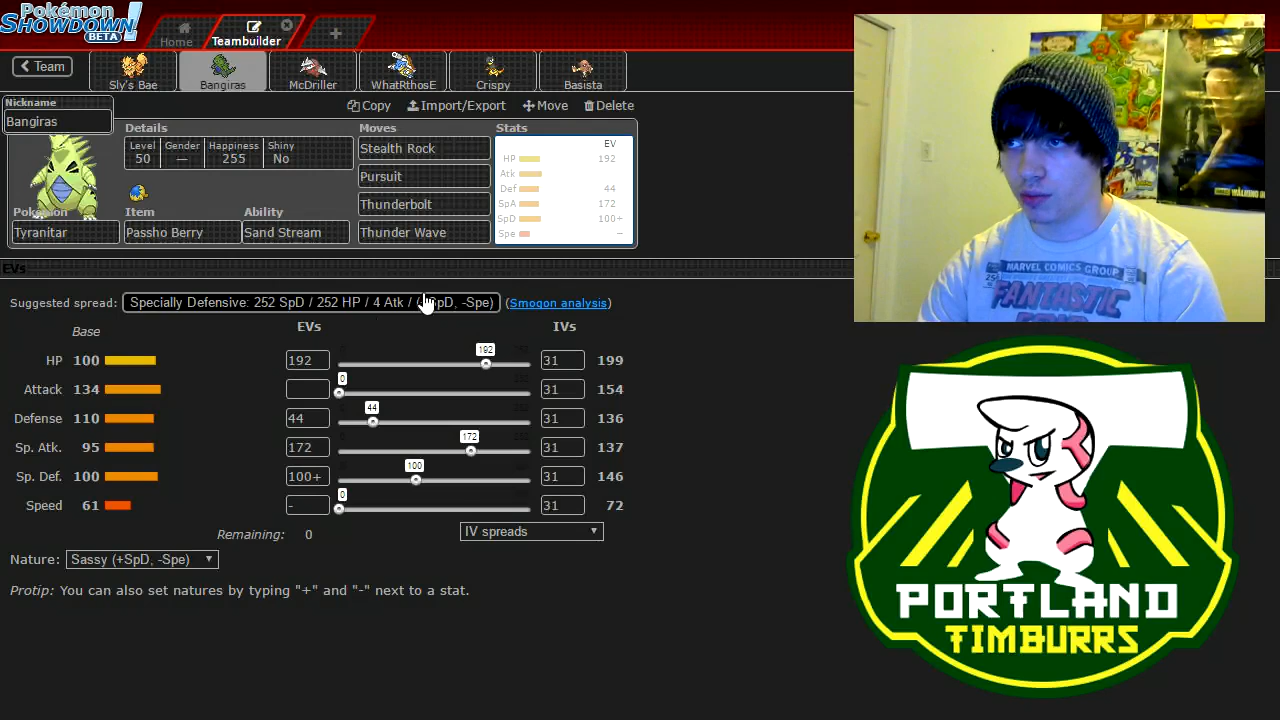 Pokémon
SHOWDOWN!
BETA
Home
Teambuilder
+
Team
Sly's Bae
Bangiras
McDriller
WhatRthosE
Crispy
Basista
Copy
Import/Export
Move
Delete
Nickname
Bangiras
Details
Level
50
Gender
—
Happiness
255
Shiny
No
Pokémon
Tyranitar
Item
Passho Berry
Ability
Sand Stream
Moves
Stealth Rock
Pursuit
Thunderbolt
Thunder Wave
Stats
EV
HP 192
Atk
Def 44
SpA 172
SpD 100+
Spe –
EVs
Suggested spread: Specially Defensive: 252 SpD / 252 HP / 4 Atk / -Spe) (Smogon analysis)
Base EVs IVs
HP 100 192 192 31 199
Attack 134 0 31 154
Defense 110 44 44 31 136
Sp. Atk. 95 172 172 31 137
Sp. Def. 100 100+ 100 31 146
Speed 61 - 0 31 72
Remaining: 0
IV spreads
Nature: Sassy (+SpD, -Spe)
Protip: You can also set natures by typing "+" and "-" next to a stat.
MARVEL COMICS GROUP
FANTASTIC
PORTLAND
TIMBURRS